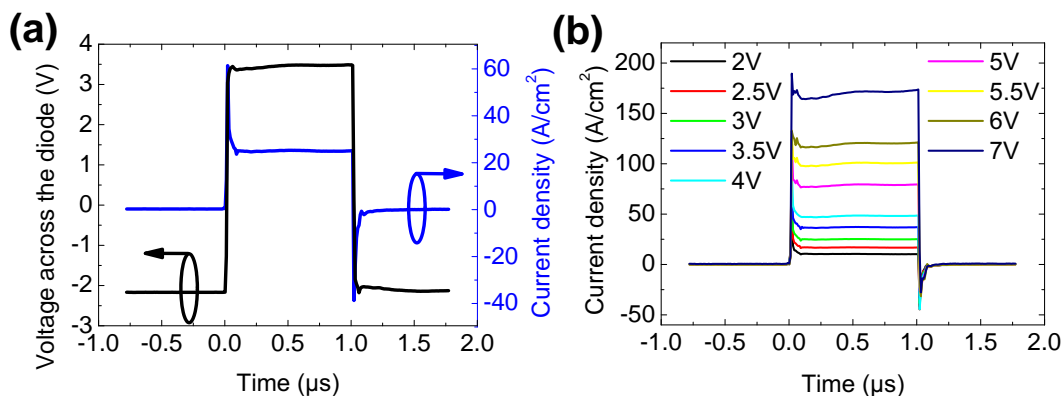 (a)
4
3
2
1
0
-1
-2
-3
Voltage across the diode (V)
60
40
20
0
-20
-40
Current density (A/cm²)
-1.0 -0.5 0.0 0.5 1.0 1.5 2.0
Time (µs)
(b)
200
150
100
50
0
-50
Current density (A/cm²)
2V
2.5V
3V
3.5V
4V
5V
5.5V
6V
7V
-1.0 -0.5 0.0 0.5 1.0 1.5 2.0
Time (µs)